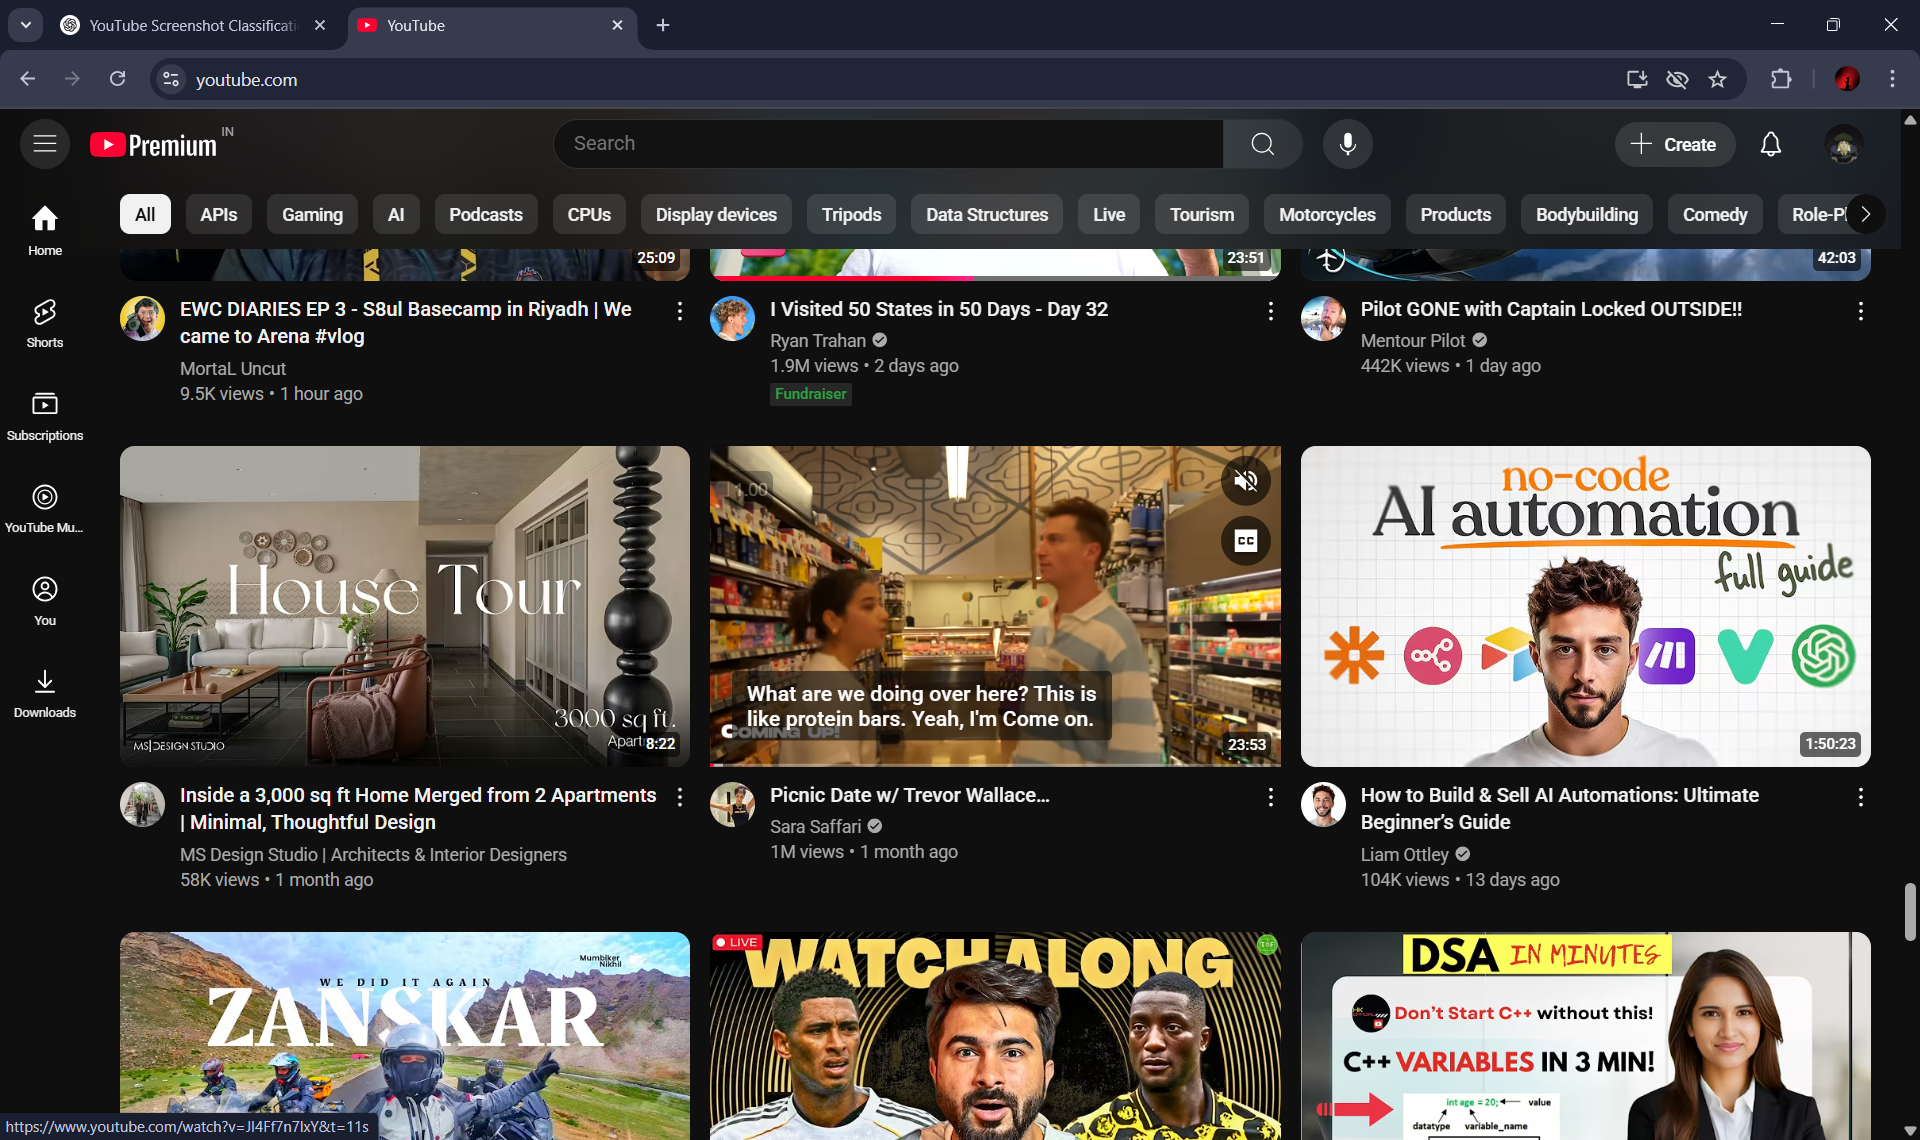 YouTube Screenshot Classificati
YouTube
youtube.com
Premium IN
Search
Create
All
APIs
Gaming
AI
Podcasts
CPUs
Display devices
Tripods
Data Structures
Live
Tourism
Motorcycles
Products
Bodybuilding
Comedy
Role-Pl
Home
Shorts
Subscriptions
YouTube Mu...
You
Downloads
25:09
EWC DIARIES EP 3 - S8ul Basecamp in Riyadh | We
came to Arena #vlog
MortaL Uncut
9.5K views • 1 hour ago
23:51
I Visited 50 States in 50 Days - Day 32
Ryan Trahan
1.9M views • 2 days ago
Fundraiser
42:03
Pilot GONE with Captain Locked OUTSIDE!!
Mentour Pilot
442K views • 1 day ago
House Tour
3000 sq ft.
Apart
MS|DESIGN STUDIO
8:22
Inside a 3,000 sq ft Home Merged from 2 Apartments
| Minimal, Thoughtful Design
MS Design Studio | Architects & Interior Designers
58K views • 1 month ago
CC
What are we doing over here? This is
like protein bars. Yeah, I'm Come on.
COMING UP!
23:53
Picnic Date w/ Trevor Wallace...
Sara Saffari
1M views • 1 month ago
no-code
AI automation
full guide
1:50:23
How to Build & Sell AI Automations: Ultimate
Beginner's Guide
Liam Ottley
104K views • 13 days ago
Mumbiker
Nikhil
WE DID IT AGAIN
ZANSKAR
LIVE
WATCHALONG
DSA IN MINUTES
Don't Start C++ without this!
C++ VARIABLES IN 3 MIN!
int age = 20;
value
datatype
variable_name
https://www.youtube.com/watch?v=JI4Ff7n7lxY&t=11s